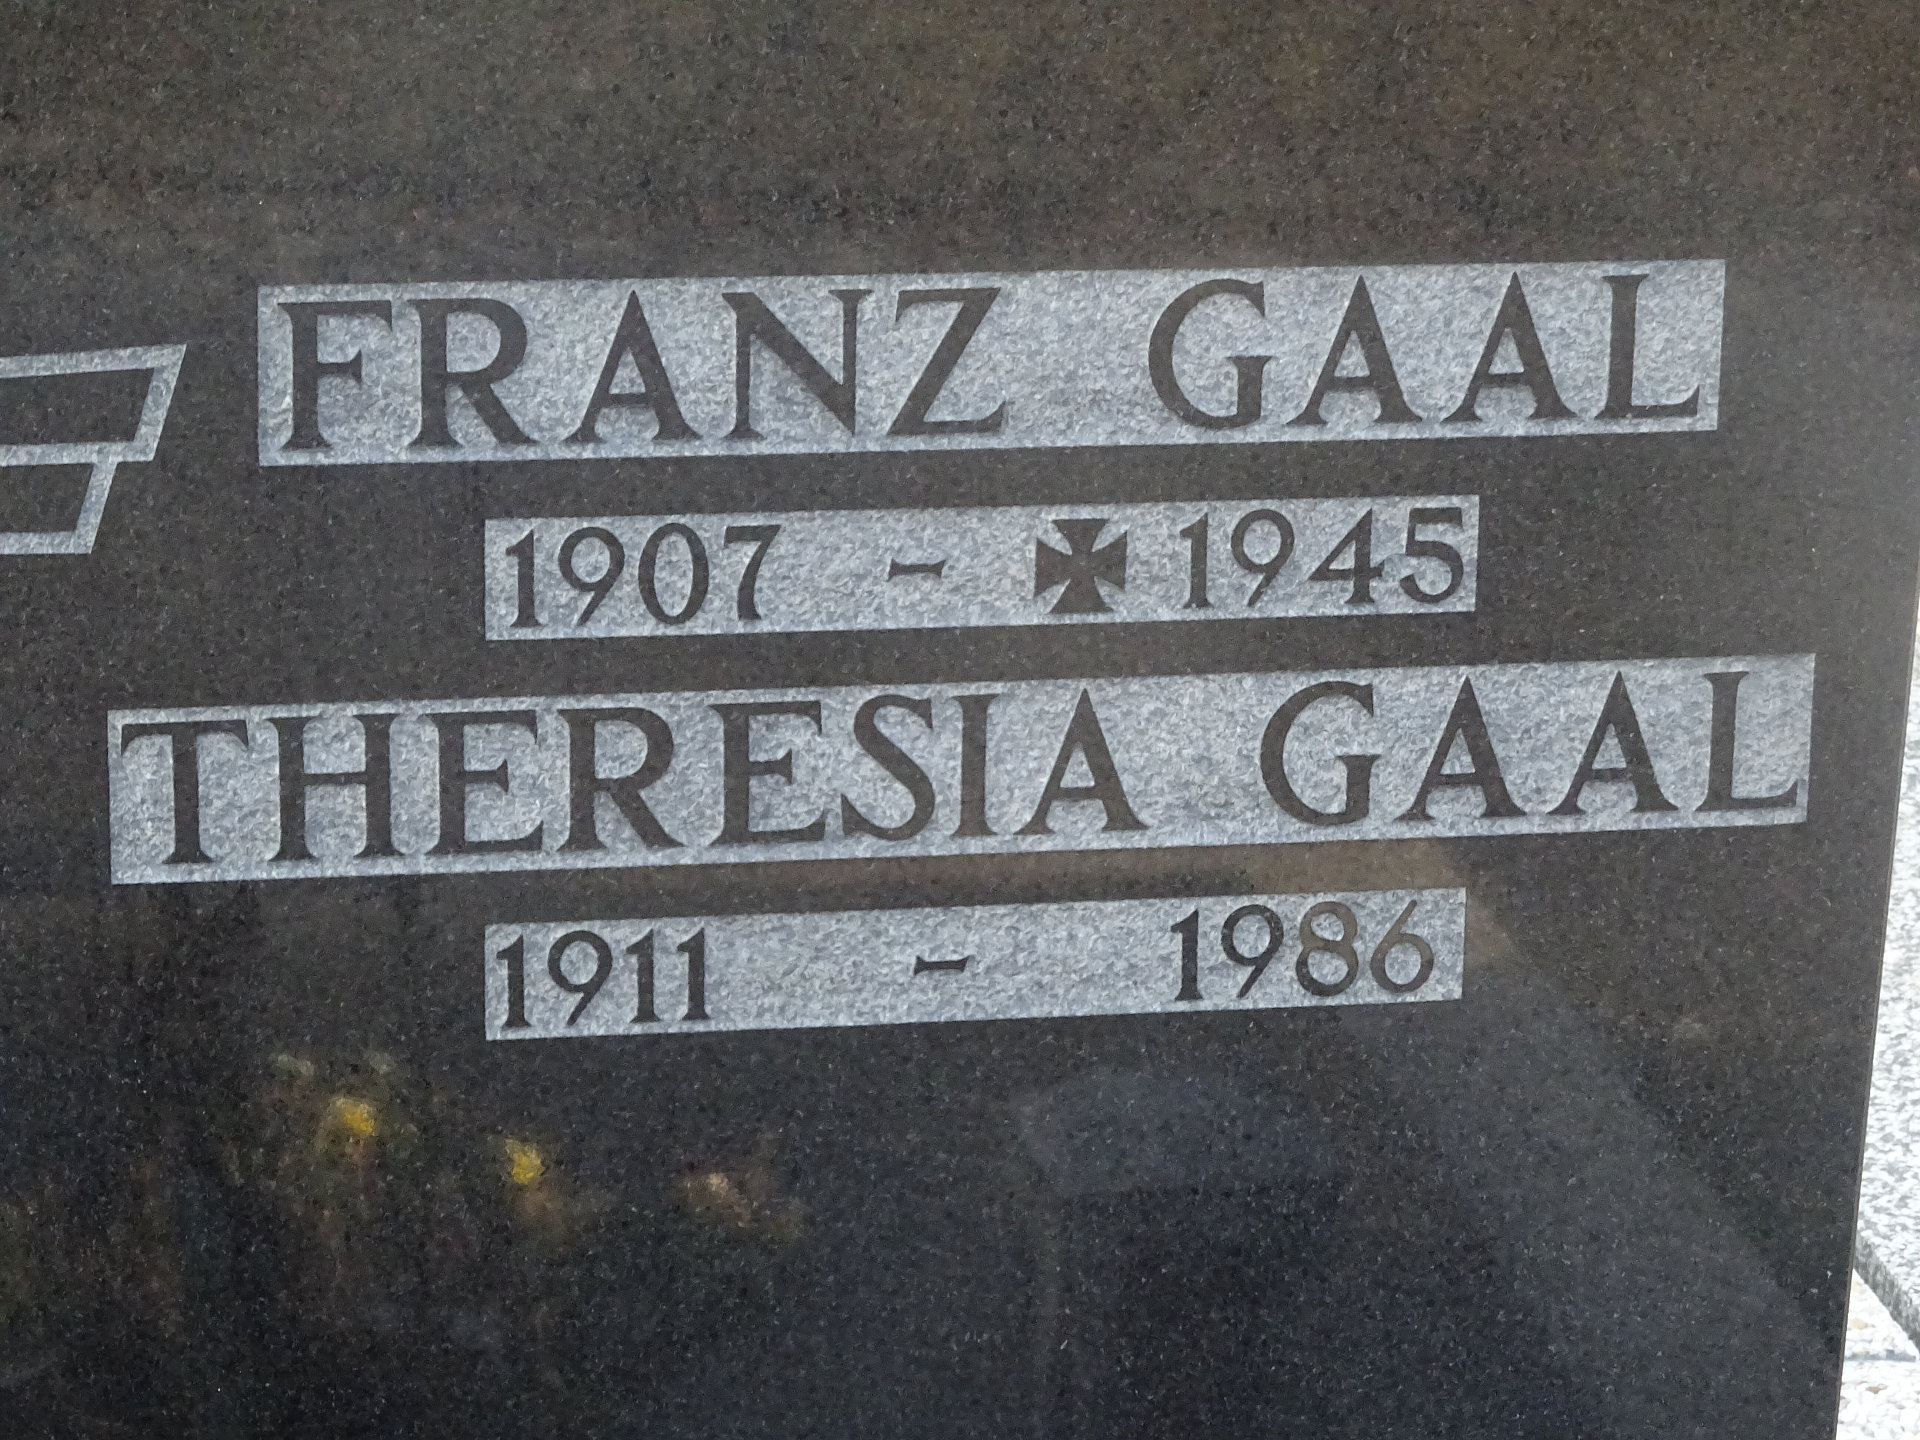 FRANZ GAAL
1907 - ✠ 1945
THERESIA GAAL
1911 - 1986